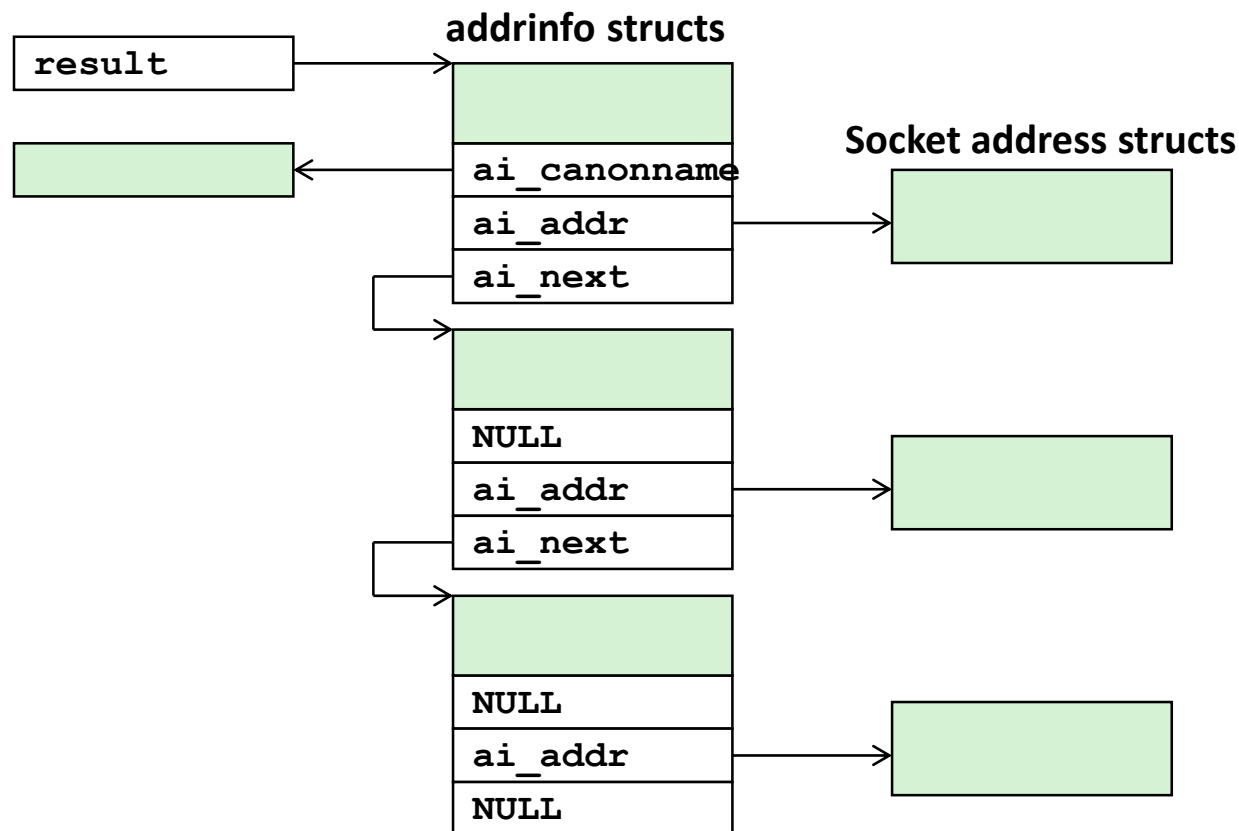 addrinfo structs
result
Socket address structs
ai_canonname
ai_addr
ai_next
NULL
ai_addr
ai_next
NULL
ai_addr
NULL